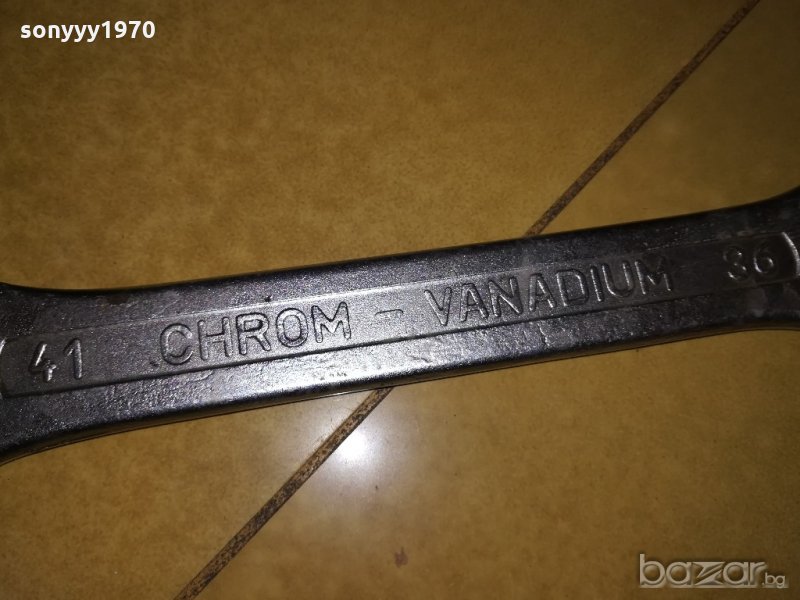 sonyyy1970
41 CHROM - VANADIUM 36
bazar.bg